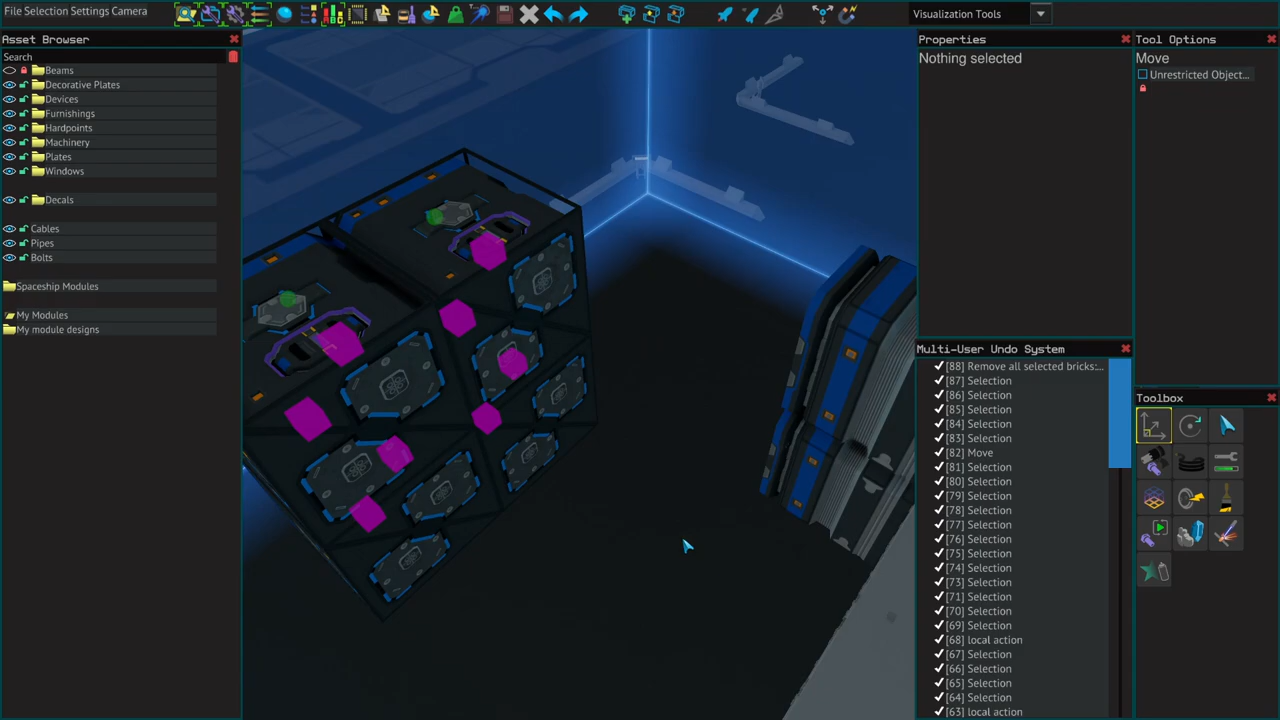 File Selection Settings Camera
Visualization Tools
Asset Browser
Search
Beams
Decorative Plates
Devices
Furnishings
Hardpoints
Machinery
Plates
Windows
Decals
Cables
Pipes
Bolts
Spaceship Modules
My Modules
My module designs
Properties
Nothing selected
Tool Options
Move
Unrestricted Object...
Multi-User Undo System
[88] Remove all selected bricks:...
[87] Selection
[86] Selection
[85] Selection
[84] Selection
[83] Selection
[82] Move
[81] Selection
[80] Selection
[79] Selection
[78] Selection
[77] Selection
[76] Selection
[75] Selection
[74] Selection
[73] Selection
[71] Selection
[70] Selection
[69] Selection
[68] local action
[67] Selection
[66] Selection
[65] Selection
[64] Selection
[63] local action
Toolbox